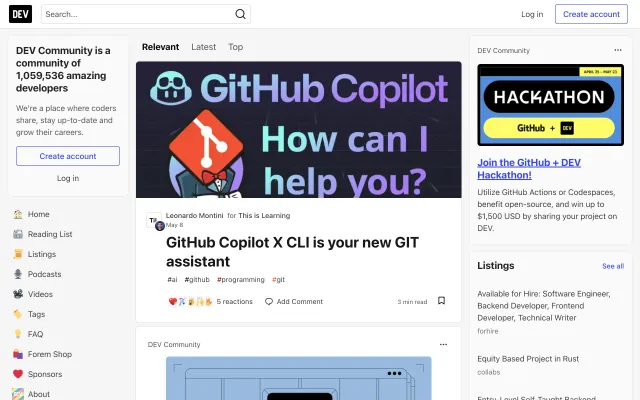 DEV
Search...
Log in
Create account
DEV Community is a
community of
1,059,536 amazing
developers
We're a place where coders
share, stay up-to-date and
grow their careers.
Create account
Log in
Home
Reading List
Listings
Podcasts
Videos
Tags
FAQ
Forem Shop
Sponsors
About
Relevant
Latest
Top
GitHub Copilot
How can I
help you?
Leonardo Montini for This is Learning
May 8
GitHub Copilot X CLI is your new GIT
assistant
#ai #github #programming #git
5 reactions
Add Comment
3 min read
DEV Community
DEV Community
APRIL 25 - MAY 23
HACKATHON
GitHub + DEV
Join the GitHub + DEV
Hackathon!
Utilize GitHub Actions or Codespaces,
benefit open-source, and win up to
$1,500 USD by sharing your project on
DEV.
Listings
See all
Available for Hire: Software Engineer,
Backend Developer, Frontend
Developer, Technical Writer
forhire
Equity Based Project in Rust
collabs
Entry-Level Self-Taught Backend